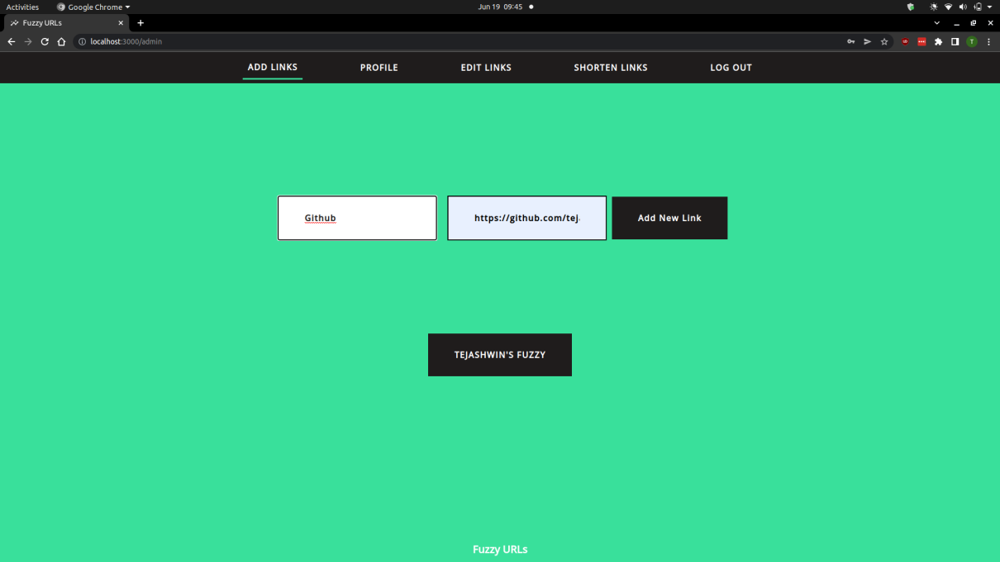 Activities Google Chrome Jun 19 09:45
Fuzzy URLs
localhost:3000/admin T
ADD LINKS PROFILE EDIT LINKS SHORTEN LINKS LOG OUT
Github https://github.com/tej Add New Link
TEJASHWIN'S FUZZY
Fuzzy URLs